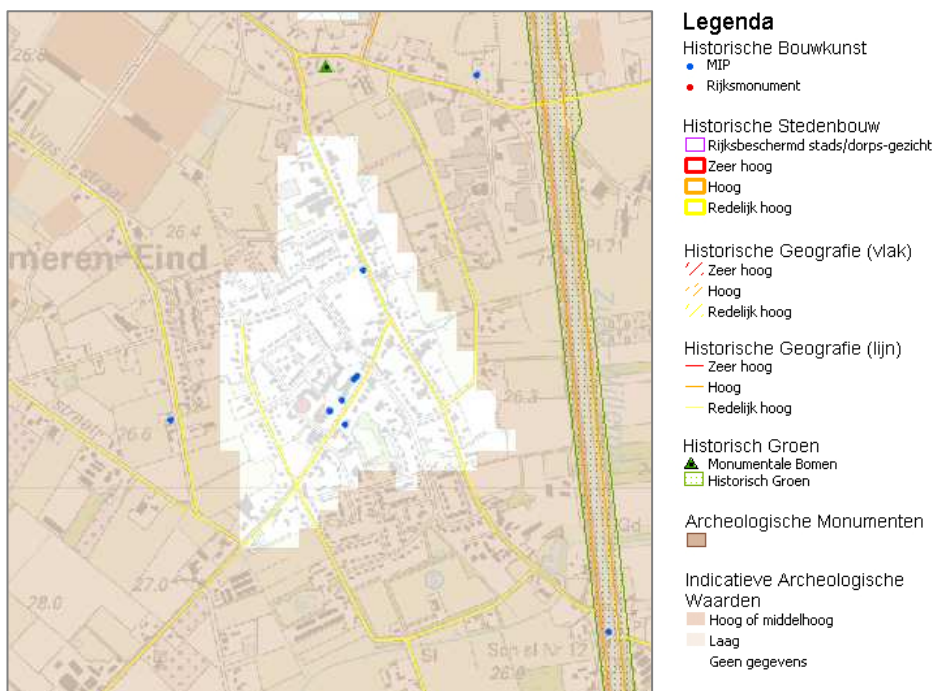 26.8
Vlas
straat
26.4
meren-Eind
26.6
26.8
27.0
28.0
Legenda
Historische Bouwkunst
MIP
Rijksmonument
Historische Stedenbouw
Rijksbeschermd stads/dorps-gezicht
Zeer hoog
Hoog
Redelijk hoog
Historische Geografie (vlak)
Zeer hoog
Hoog
Redelijk hoog
Historische Geografie (lijn)
Zeer hoog
Hoog
Redelijk hoog
Historisch Groen
Monumentale Bomen
Historisch Groen
Archeologische Monumenten
Indicatieve Archeologische
Waarden
Hoog of middelhoog
Laag
Geen gegevens